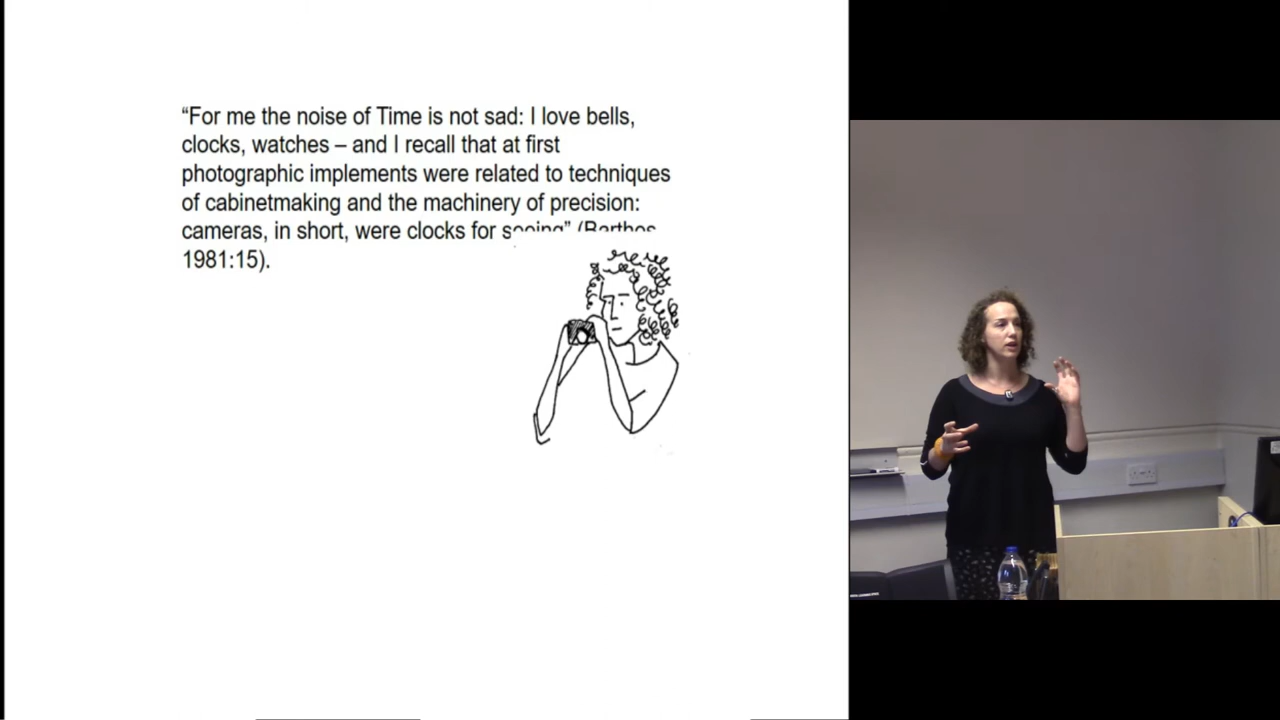 “For me the noise of Time is not sad: I love bells,
clocks, watches – and I recall that at first
photographic implements were related to techniques
of cabinetmaking and the machinery of precision:
cameras, in short, were clocks for seeing” (Barthes
1981:15).